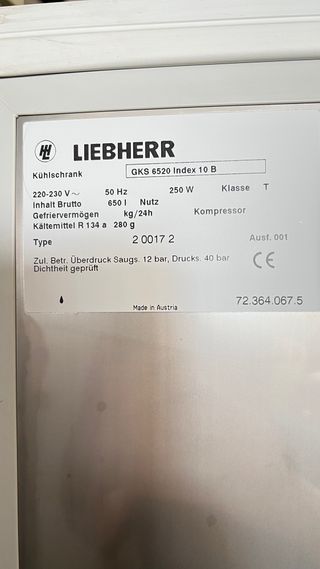 LIEBHERR
Kühlschrank GKS 6520 Index 10 B
220-230 V ~ 50 Hz 250 W Klasse T
Inhalt Brutto 650 l Nutz
Gefriervermögen kg/24h Kompressor
Kältemittel R 134 a 280 g
Type 2 0017 2 Ausf. 001
Zul. Betr. Überdruck Saugs. 12 bar, Drucks. 40 bar
Dichtheit geprüft CE
Made in Austria 72.364.067.5